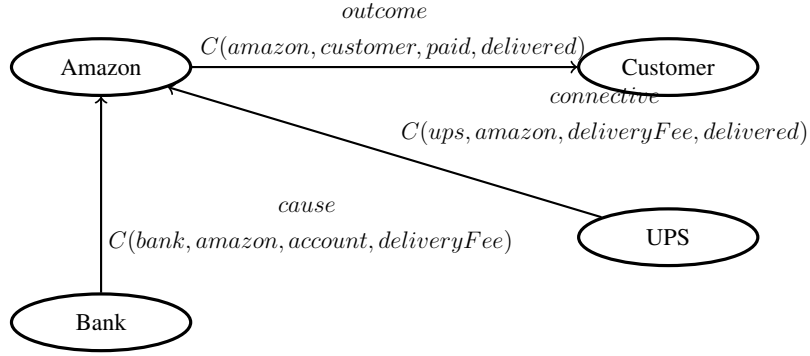 outcome
C(amazon, customer, paid, delivered)
Amazon
Customer
connective
C(ups, amazon, deliveryFee, delivered)
cause
C(bank, amazon, account, deliveryFee)
UPS
Bank